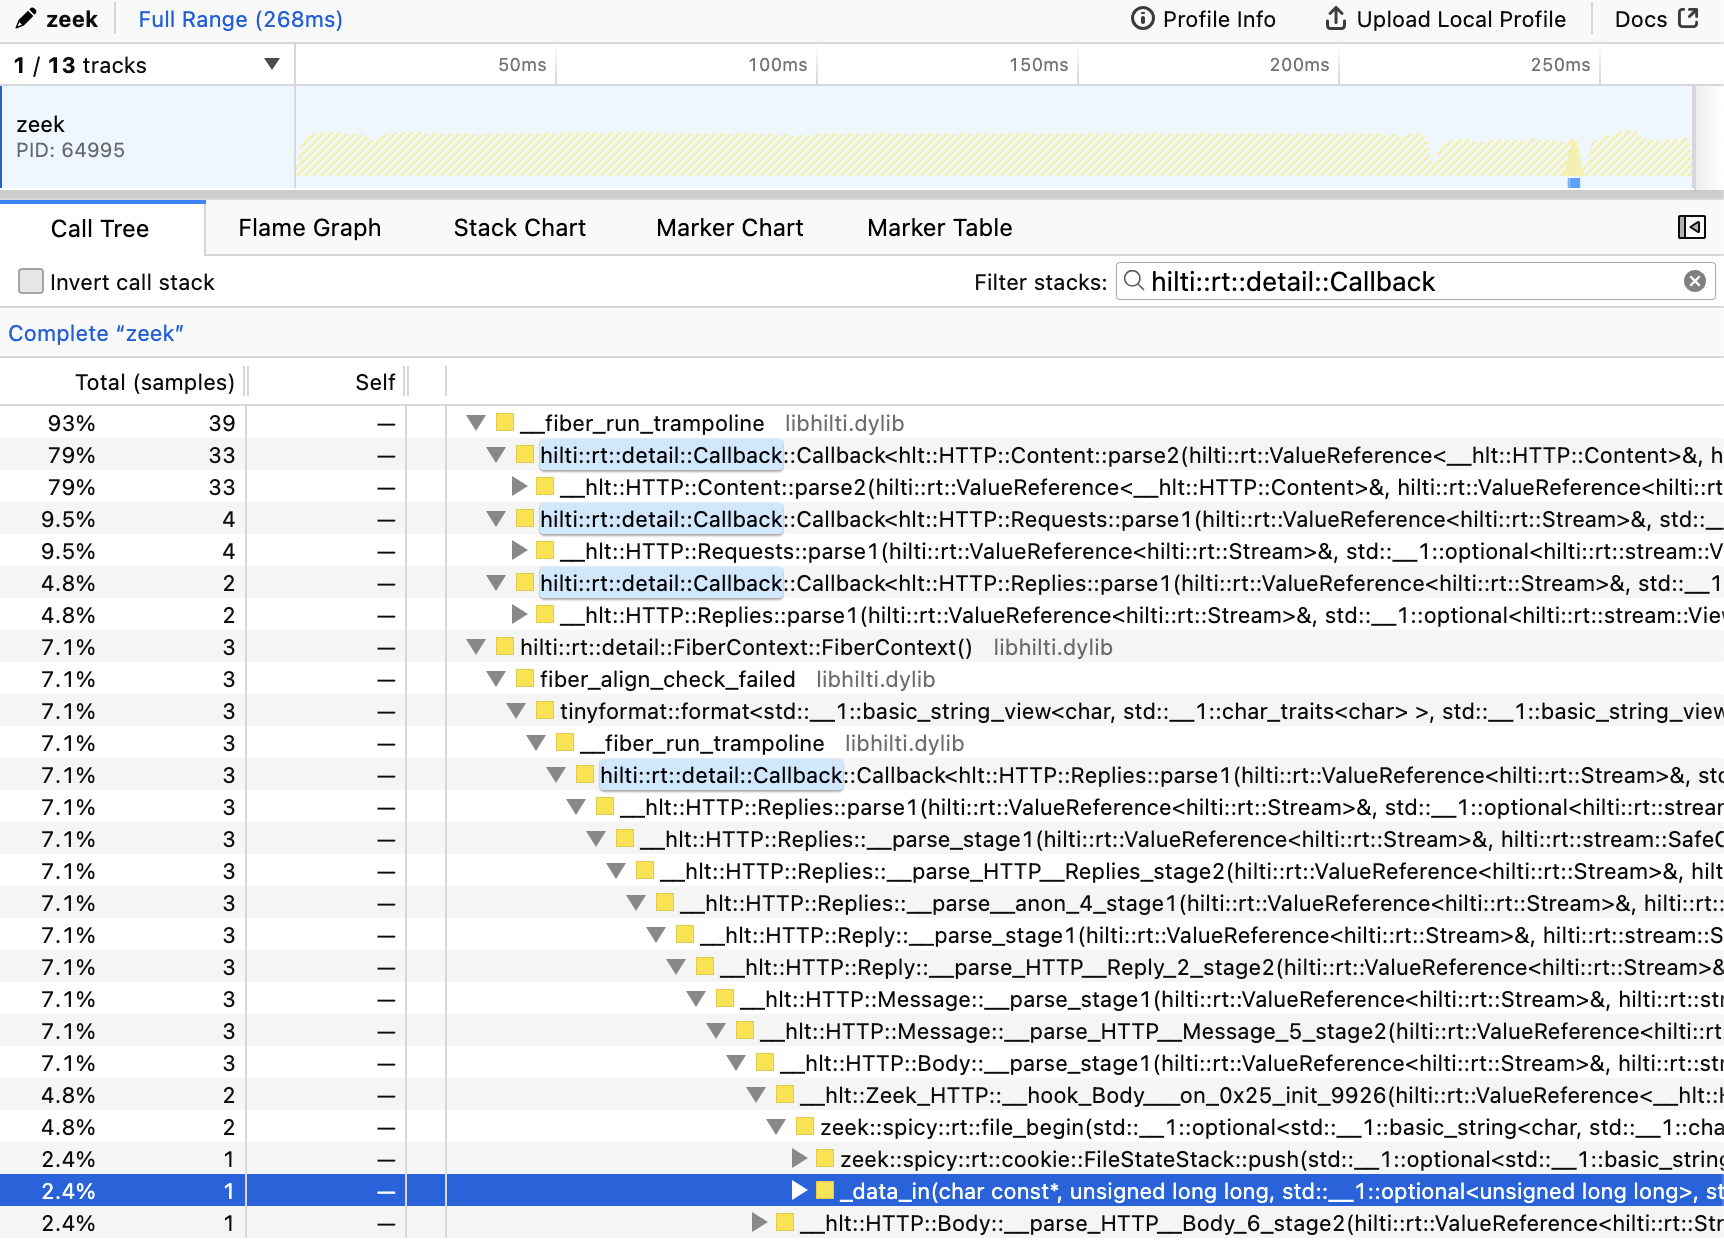 zeek Full Range (268ms) Profile Info Upload Local Profile Docs
1 / 13 tracks 50ms 100ms 150ms 200ms 250ms
zeek
PID: 64995
Call Tree Flame Graph Stack Chart Marker Chart Marker Table
Invert call stack Filter stacks: hilti::rt::detail::Callback
Complete “zeek”
Total (samples) Self
93% 39 — __fiber_run_trampoline libhilti.dylib
79% 33 — hilti::rt::detail::Callback::Callback<hlt::HTTP::Content::parse2(hilti::rt::ValueReference<__hlt::HTTP::Content>&, h
79% 33 — __hlt::HTTP::Content::parse2(hilti::rt::ValueReference<__hlt::HTTP::Content>&, hilti::rt::ValueReference<hilti::rt
9.5% 4 — hilti::rt::detail::Callback::Callback<hlt::HTTP::Requests::parse1(hilti::rt::ValueReference<hilti::rt::Stream>&, std::__
9.5% 4 — __hlt::HTTP::Requests::parse1(hilti::rt::ValueReference<hilti::rt::Stream>&, std::__1::optional<hilti::rt::stream::V
4.8% 2 — hilti::rt::detail::Callback::Callback<hlt::HTTP::Replies::parse1(hilti::rt::ValueReference<hilti::rt::Stream>&, std::__1
4.8% 2 — __hlt::HTTP::Replies::parse1(hilti::rt::ValueReference<hilti::rt::Stream>&, std::__1::optional<hilti::rt::stream::View
7.1% 3 — hilti::rt::detail::FiberContext::FiberContext() libhilti.dylib
7.1% 3 — fiber_align_check_failed libhilti.dylib
7.1% 3 — tinyformat::format<std::__1::basic_string_view<char, std::__1::char_traits<char> >, std::__1::basic_string_view
7.1% 3 — __fiber_run_trampoline libhilti.dylib
7.1% 3 — hilti::rt::detail::Callback::Callback<hlt::HTTP::Replies::parse1(hilti::rt::ValueReference<hilti::rt::Stream>&, std
7.1% 3 — __hlt::HTTP::Replies::parse1(hilti::rt::ValueReference<hilti::rt::Stream>&, std::__1::optional<hilti::rt::strear
7.1% 3 — __hlt::HTTP::Replies::__parse_stage1(hilti::rt::ValueReference<hilti::rt::Stream>&, hilti::rt::stream::SafeC
7.1% 3 — __hlt::HTTP::Replies::__parse_HTTP__Replies_stage2(hilti::rt::ValueReference<hilti::rt::Stream>&, hilt
7.1% 3 — __hlt::HTTP::Replies::__parse__anon_4_stage1(hilti::rt::ValueReference<hilti::rt::Stream>&, hilti::rt:
7.1% 3 — __hlt::HTTP::Reply::__parse_stage1(hilti::rt::ValueReference<hilti::rt::Stream>&, hilti::rt::stream::S
7.1% 3 — __hlt::HTTP::Reply::__parse_HTTP__Reply_2_stage2(hilti::rt::ValueReference<hilti::rt::Stream>&
7.1% 3 — __hlt::HTTP::Message::__parse_stage1(hilti::rt::ValueReference<hilti::rt::Stream>&, hilti::rt::str
7.1% 3 — __hlt::HTTP::Message::__parse_HTTP__Message_5_stage2(hilti::rt::ValueReference<hilti::rt
7.1% 3 — __hlt::HTTP::Body::__parse_stage1(hilti::rt::ValueReference<hilti::rt::Stream>&, hilti::rt::str
4.8% 2 — __hlt::Zeek_HTTP::__hook_Body___on_0x25_init_9926(hilti::rt::ValueReference<__hlt::H
4.8% 2 — zeek::spicy::rt::file_begin(std::__1::optional<std::__1::basic_string<char, std::__1::cha
2.4% 1 — zeek::spicy::rt::cookie::FileStateStack::push(std::__1::optional<std::__1::basic_string
2.4% 1 — _data_in(char const*, unsigned long long, std::__1::optional<unsigned long long>, st
2.4% 1 — __hlt::HTTP::Body::__parse_HTTP__Body_6_stage2(hilti::rt::ValueReference<hilti::rt::Str